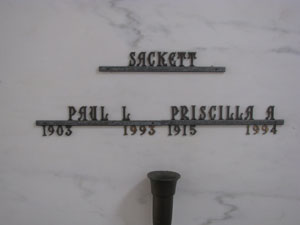 SACKETT
PAUL L PRISCILLA A
1903 1993 1915 1994